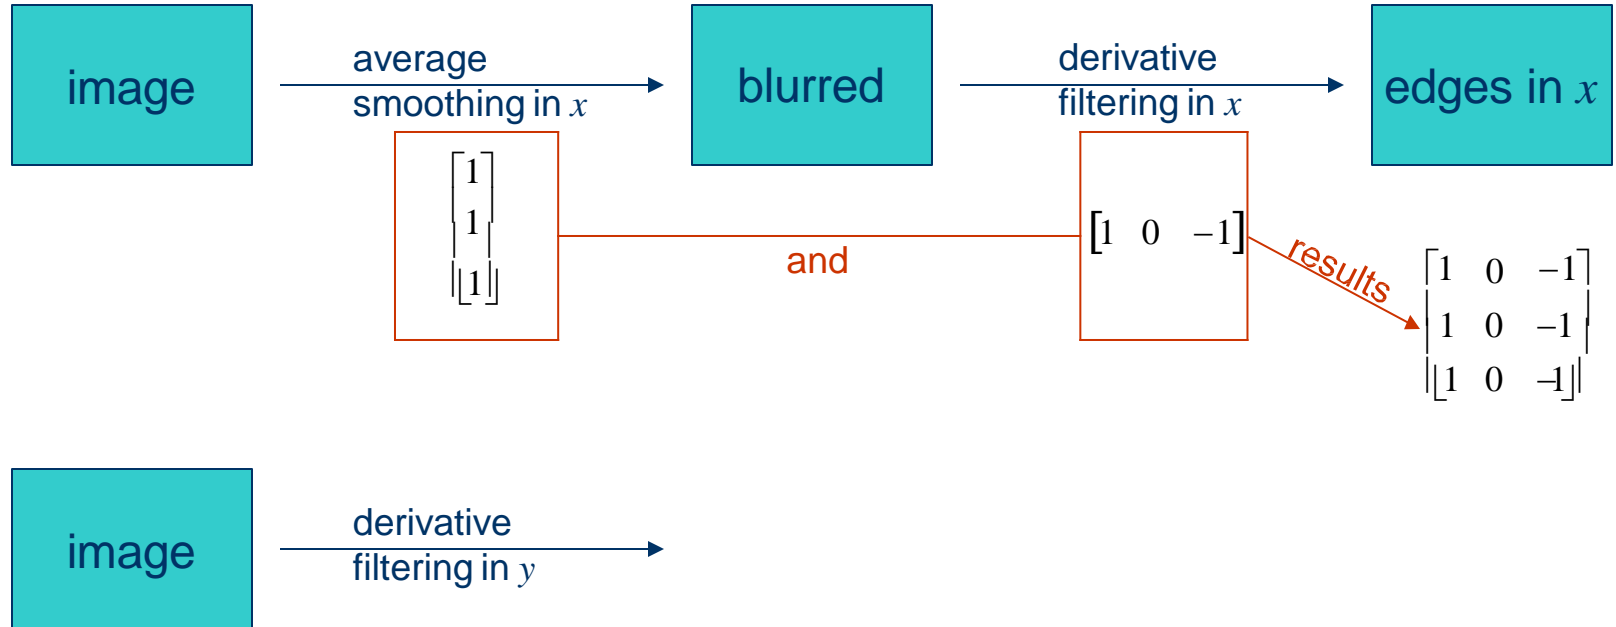 image
average
smoothing in x
blurred
derivative
filtering in x
edges in x
[1
1
1]
and
[1 0 −1]
results
[1 0 −1
1 0 −1
1 0 −1]
image
derivative
filtering in y